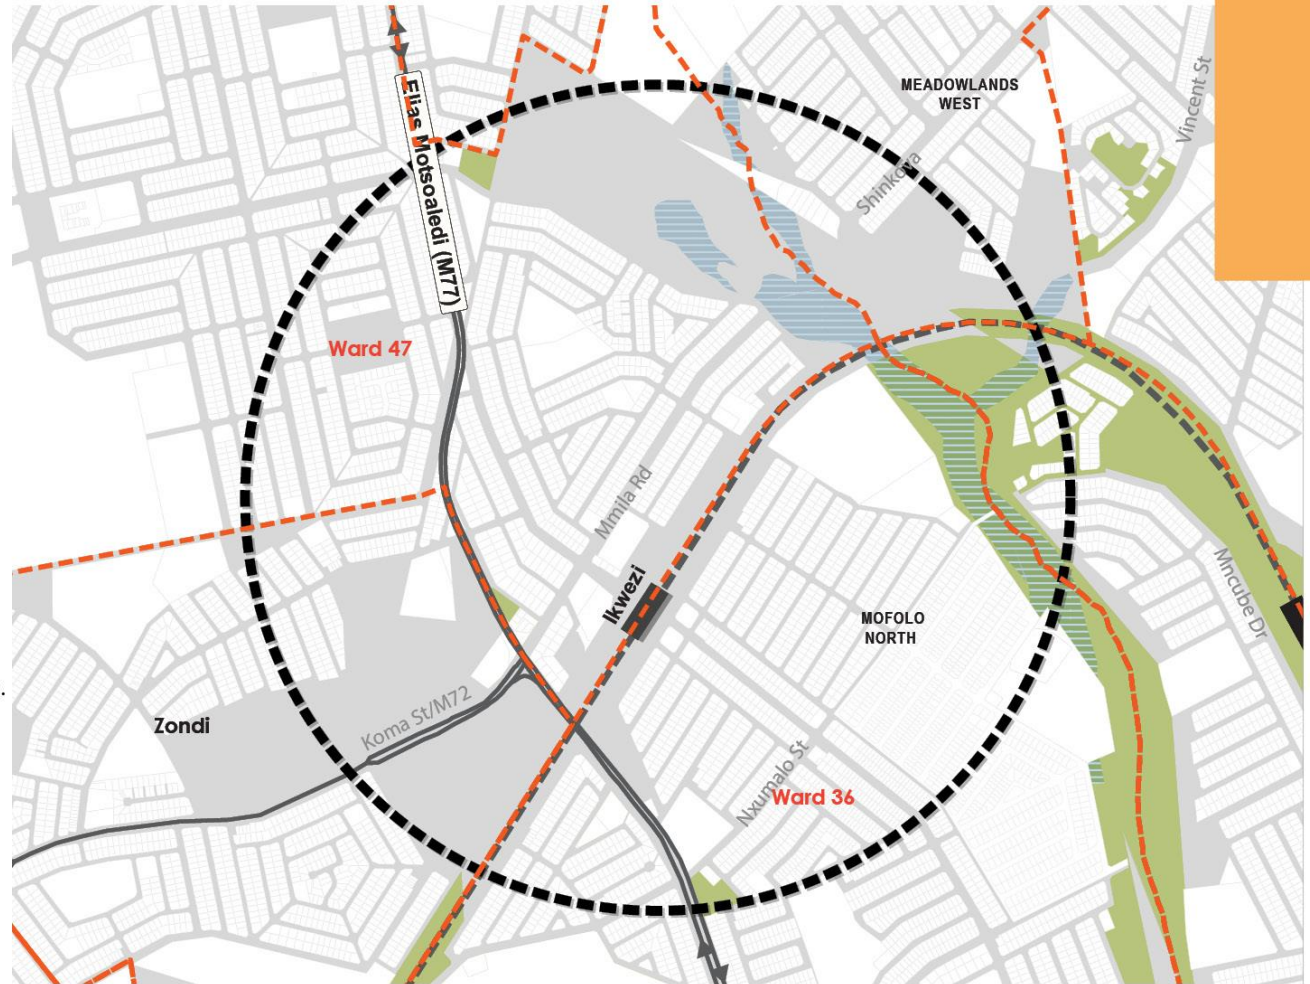 MEADOWLANDS
WEST
Vincent St
Elias Motsoaledi (M77)
Shinkova
Ward 47
Mmila Rd
Ikwezi
MOFOLO
NORTH
Mncube Dr
Koma St/M72
Zondi
Nxumalo St
Ward 36